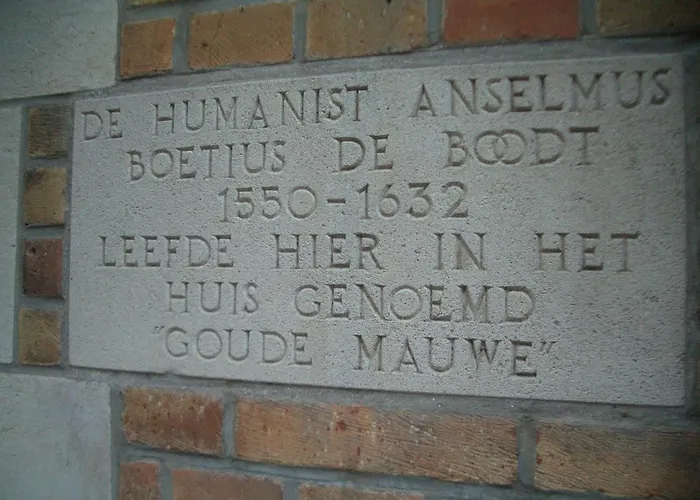 DE HUMANIST ANSELMUS
BOETIUS DE BOODT
1550-1632
LEEFDE HIER IN HET
HUIS GENOEMD
"GOUDE MAUWE"